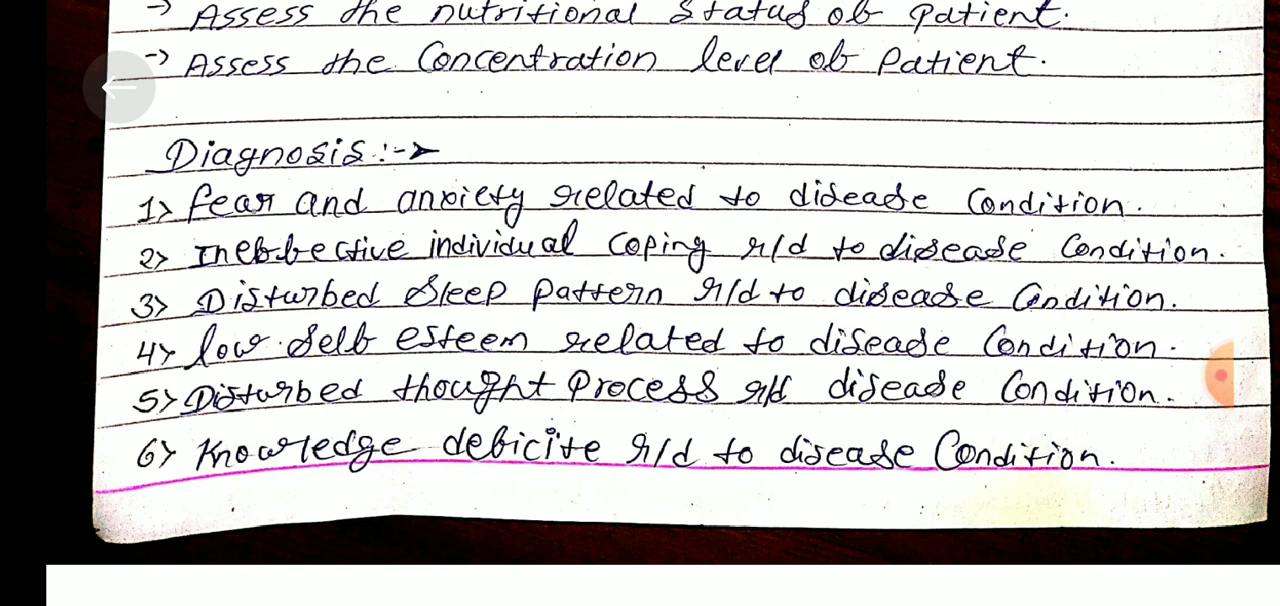 -> Assess the nutritional status of patient.
-> Assess the Concentration level of Patient.
Diagnosis :->
1> fear and anxiety related to disease Condition.
2> Ineffective individual Coping r/d to disease Condition.
3> Disturbed Sleep Pattern r/d to disease Condition.
4> low self esteem related to disease Condition.
5> Disturbed thought Process r/d disease Condition.
6> Knowledge deficite r/d to disease Condition.